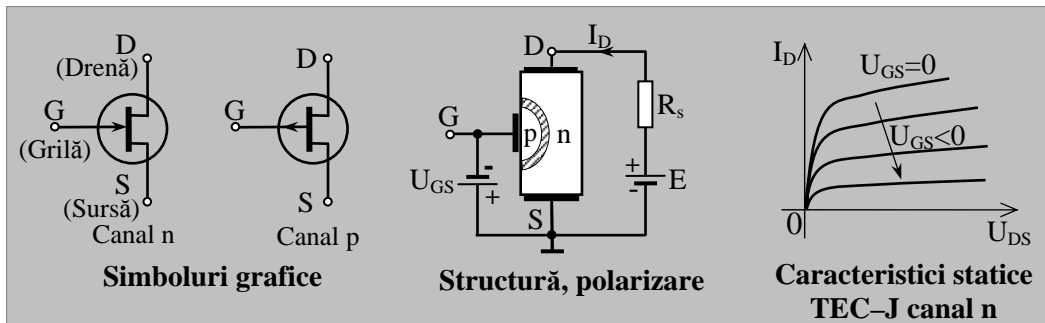 D
(Drenă)
G
(Grilă)
S
(Sursă)
Canal n
D
G
S
Canal p
Simboluri grafice
D
I_D
R_s
G
p n
-
U_GS
+
+
-
E
S
Structură, polarizare
I_D
U_GS=0
U_GS<0
0
U_DS
Caracteristici statice
TEC–J canal n